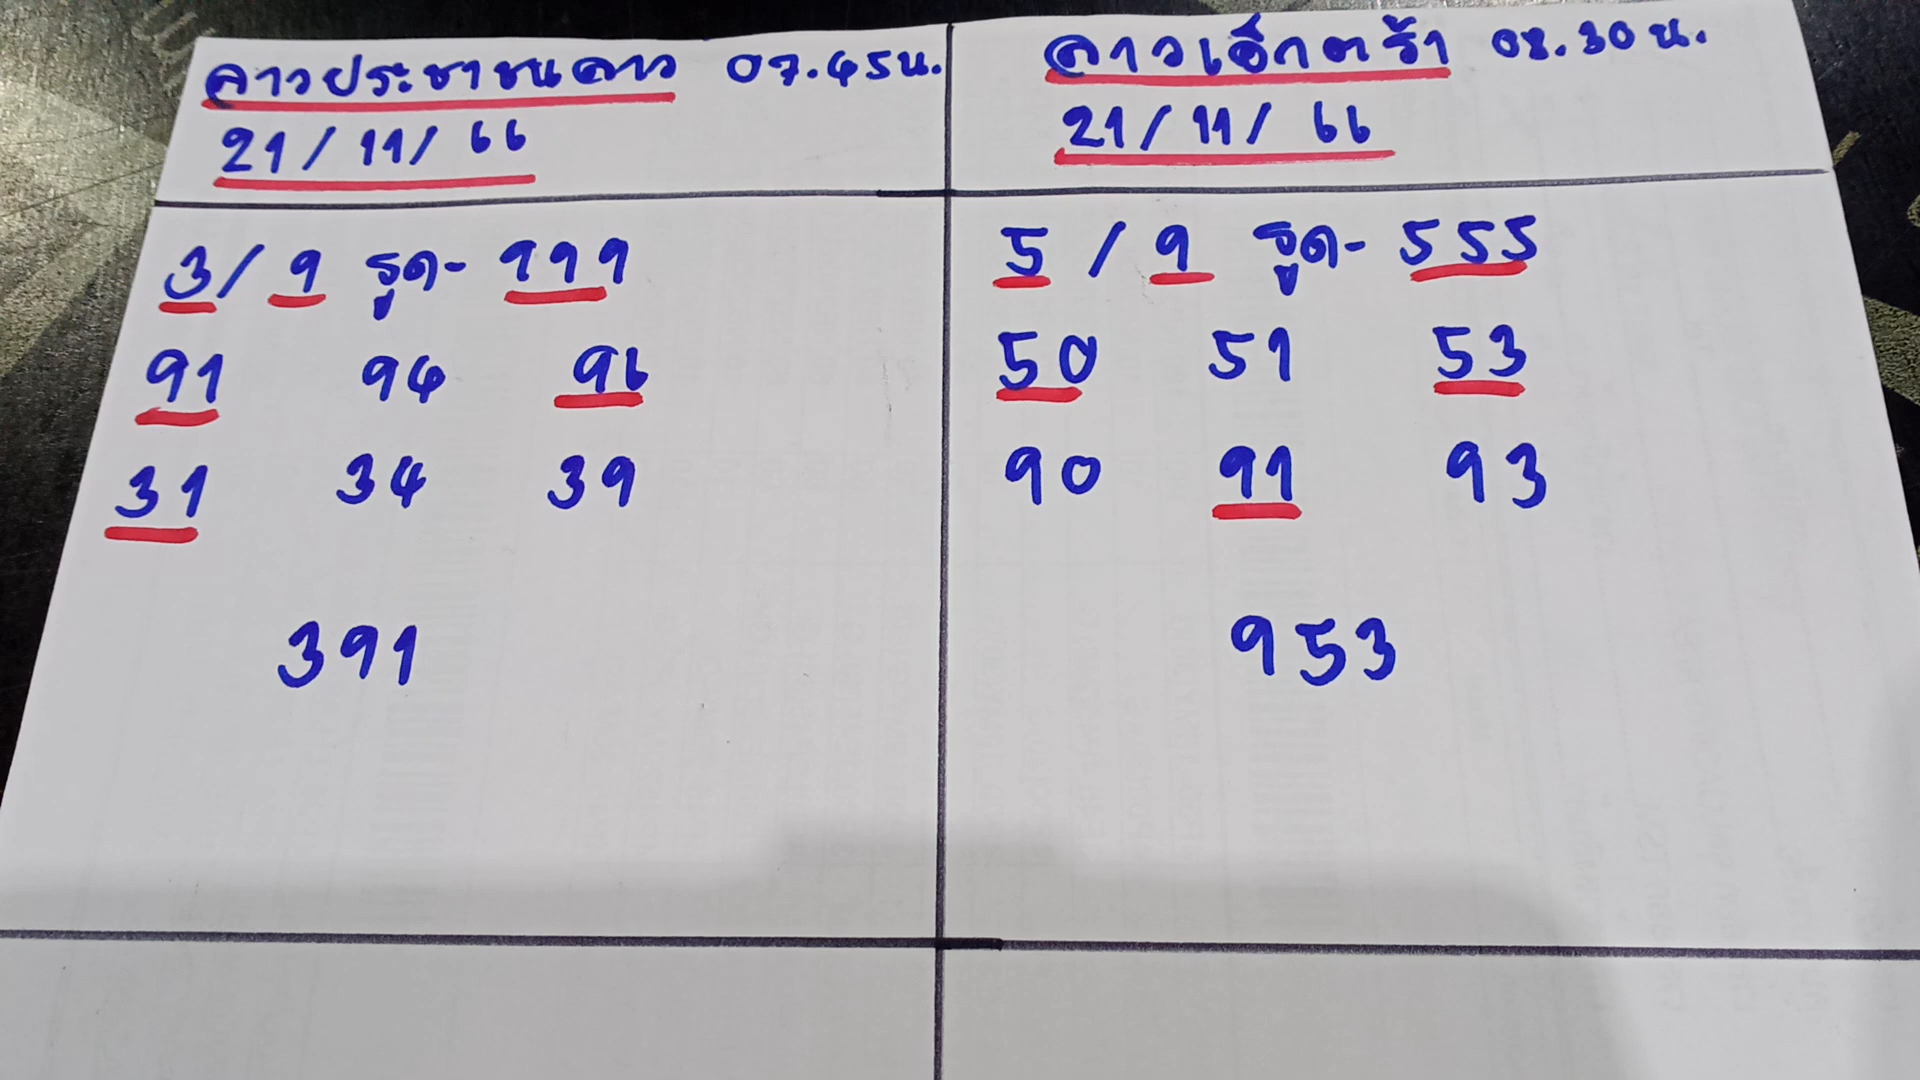 ลาวประชาชนลาว 07.45น.
21/11/66
3/9 รูด- 999
91 94 96
31 34 39
391
ลาวเอ็กตร้า 08.30น.
21/11/66
5/9 รูด- 555
50 51 53
90 91 93
953